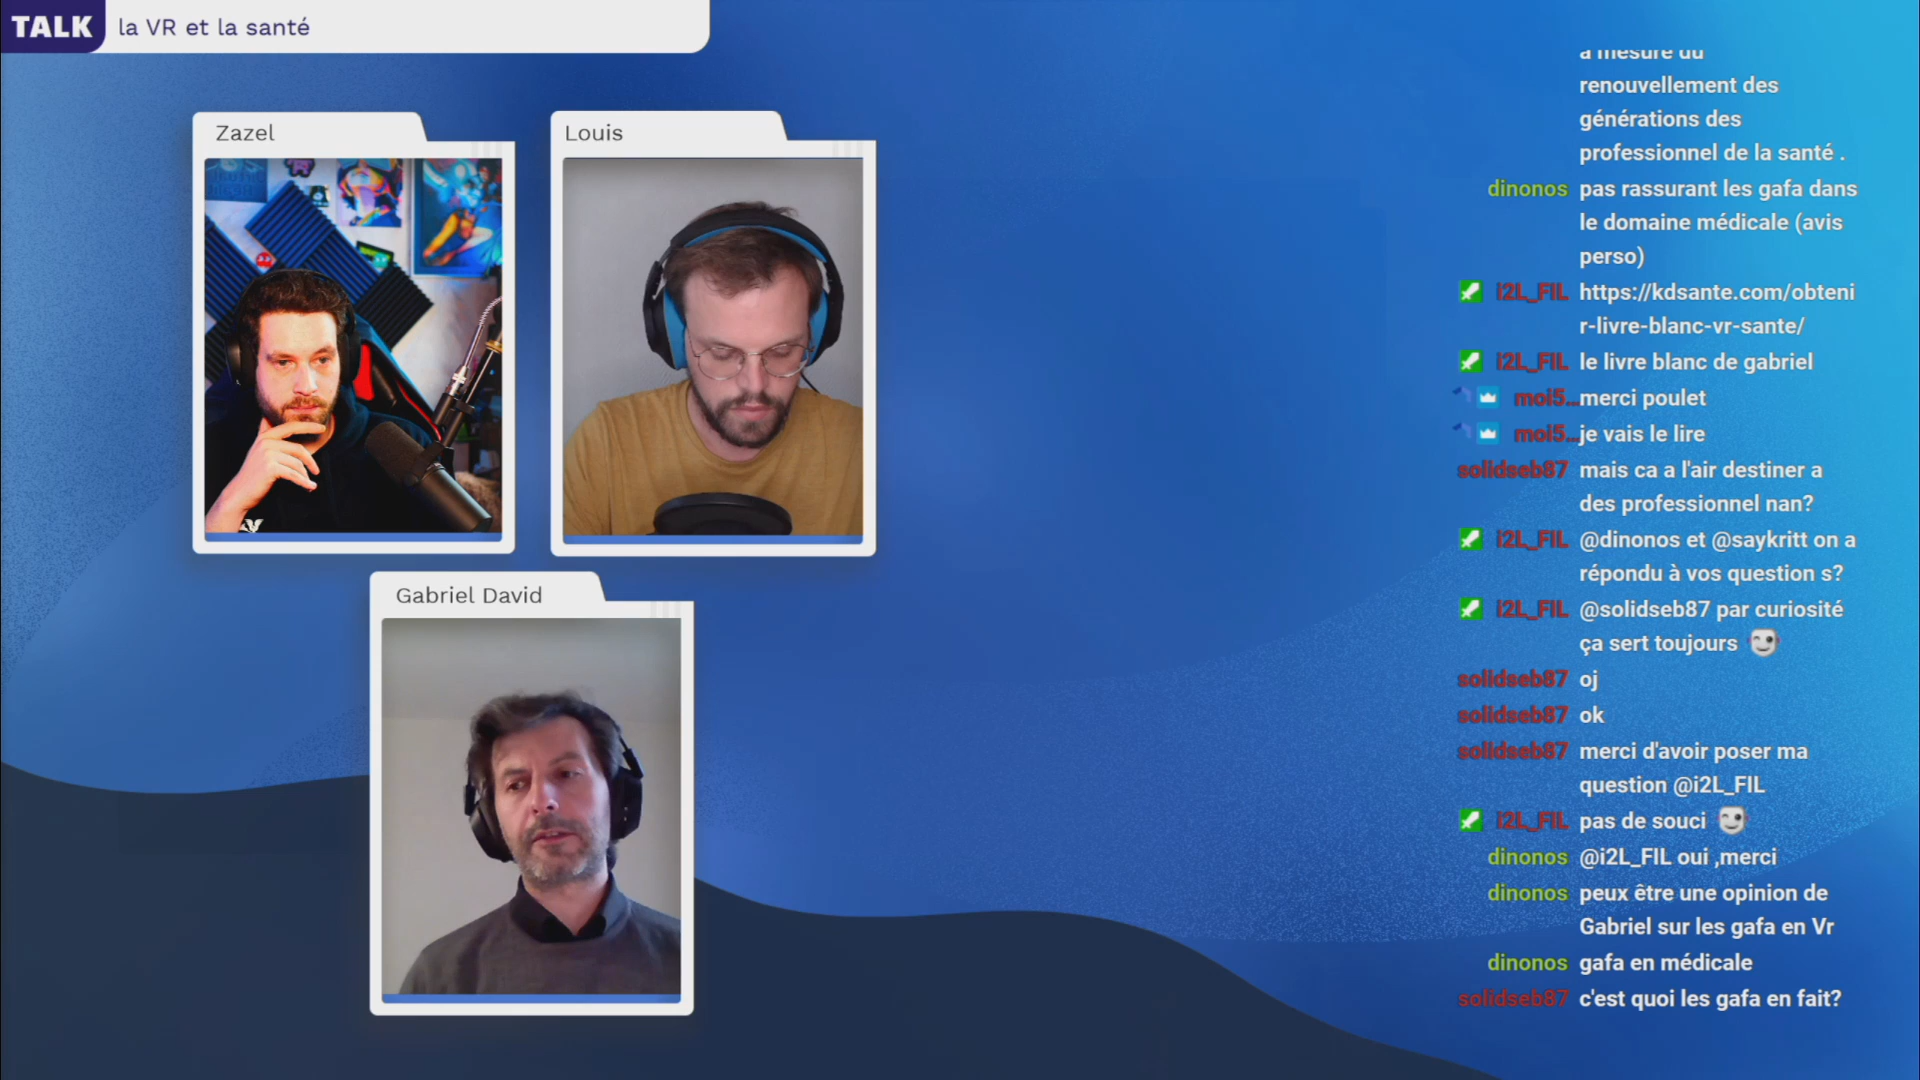 TALK la VR et la santé
Zazel
Louis
Gabriel David
a mesure du
renouvellement des
générations des
professionnel de la santé .
dinonos pas rassurant les gafa dans
le domaine médicale (avis
perso)
i2L_FIL https://kdsante.com/obteni
r-livre-blanc-vr-sante/
i2L_FIL le livre blanc de gabriel
moi5... merci poulet
moi5... je vais le lire
solidseb87 mais ca a l'air destiner a
des professionnel nan?
i2L_FIL @dinonos et @saykritt on a
répondu à vos question s?
i2L_FIL @solidseb87 par curiosité
ça sert toujours
solidseb87 oj
solidseb87 ok
solidseb87 merci d'avoir poser ma
question @i2L_FIL
i2L_FIL pas de souci
dinonos @i2L_FIL oui ,merci
dinonos peux être une opinion de
Gabriel sur les gafa en Vr
dinonos gafa en médicale
solidseb87 c'est quoi les gafa en fait?